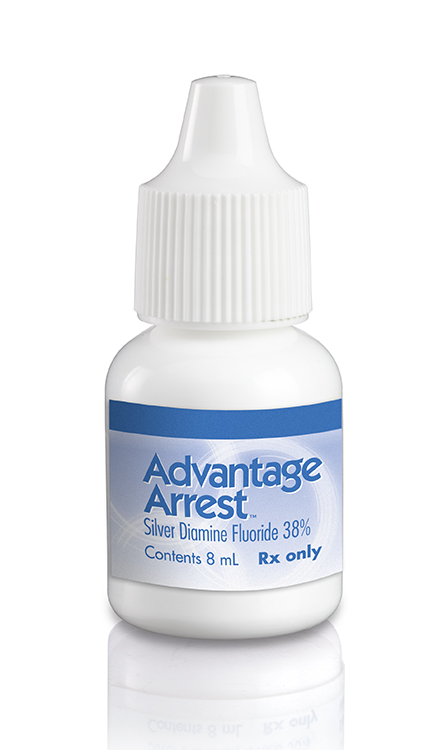 Advantage
Arrest™
Silver Diamine Fluoride 38%
Contents 8 mL Rx only